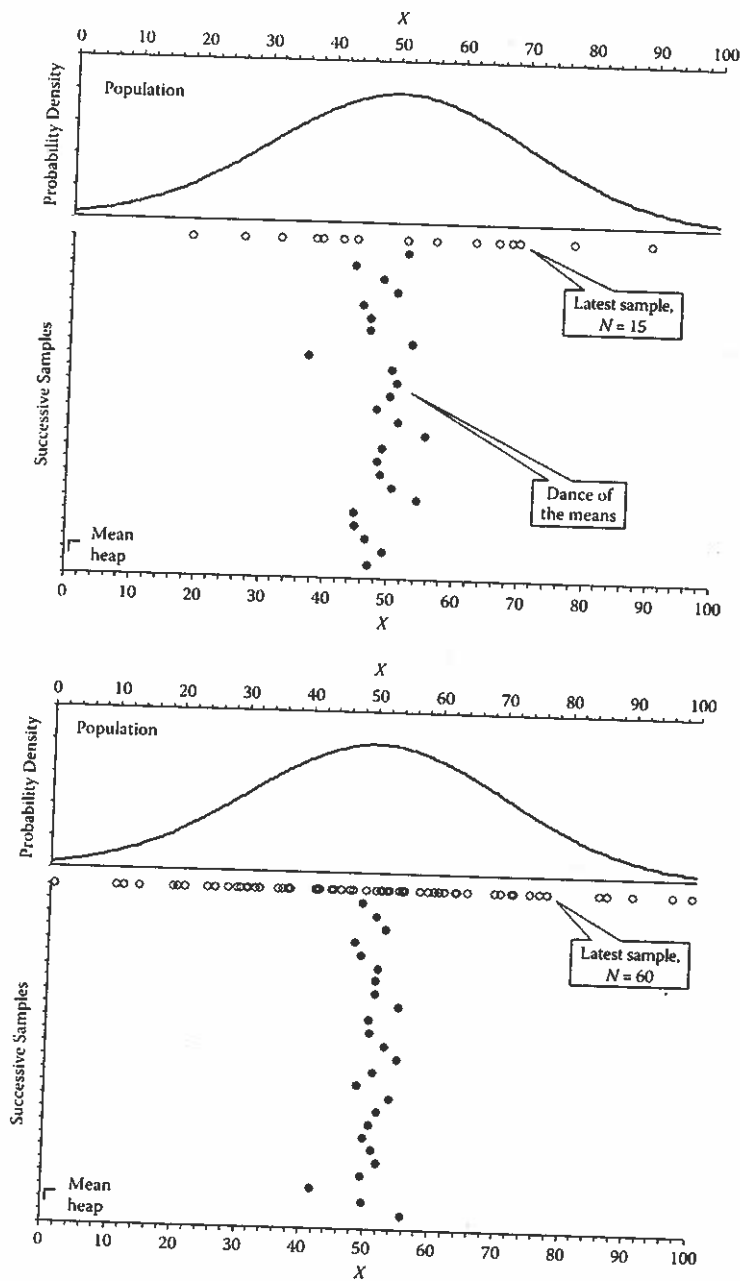 X
0 10 20 30 40 50 60 70 80 90 100
Probability Density
Population
Successive Samples
Latest sample,
N = 15
Dance of
the means
Mean
heap
0 10 20 30 40 50 60 70 80 90 100
X
X
0 10 20 30 40 50 60 70 80 90 100
Probability Density
Population
Successive Samples
Latest sample,
N = 60
Mean
heap
0 10 20 30 40 50 60 70 80 90 100
X